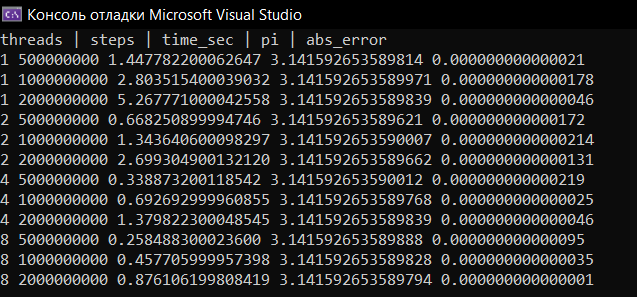 Консоль отладки Microsoft Visual Studio
threads | steps | time_sec | pi | abs_error
1 500000000 1.447782200062647 3.141592653589814 0.000000000000021
1 1000000000 2.803515400039032 3.141592653589971 0.000000000000178
1 2000000000 5.267771000042558 3.141592653589839 0.000000000000046
2 500000000 0.668250899994746 3.141592653589621 0.000000000000172
2 1000000000 1.343640600098297 3.141592653590007 0.000000000000214
2 2000000000 2.699304900132120 3.141592653589662 0.000000000000131
4 500000000 0.338873200118542 3.141592653590012 0.000000000000219
4 1000000000 0.692692999960855 3.141592653589768 0.000000000000025
4 2000000000 1.379822300048545 3.141592653589839 0.000000000000046
8 500000000 0.258488300023600 3.141592653589888 0.000000000000095
8 1000000000 0.457705999957398 3.141592653589828 0.000000000000035
8 2000000000 0.876106199808419 3.141592653589794 0.000000000000001